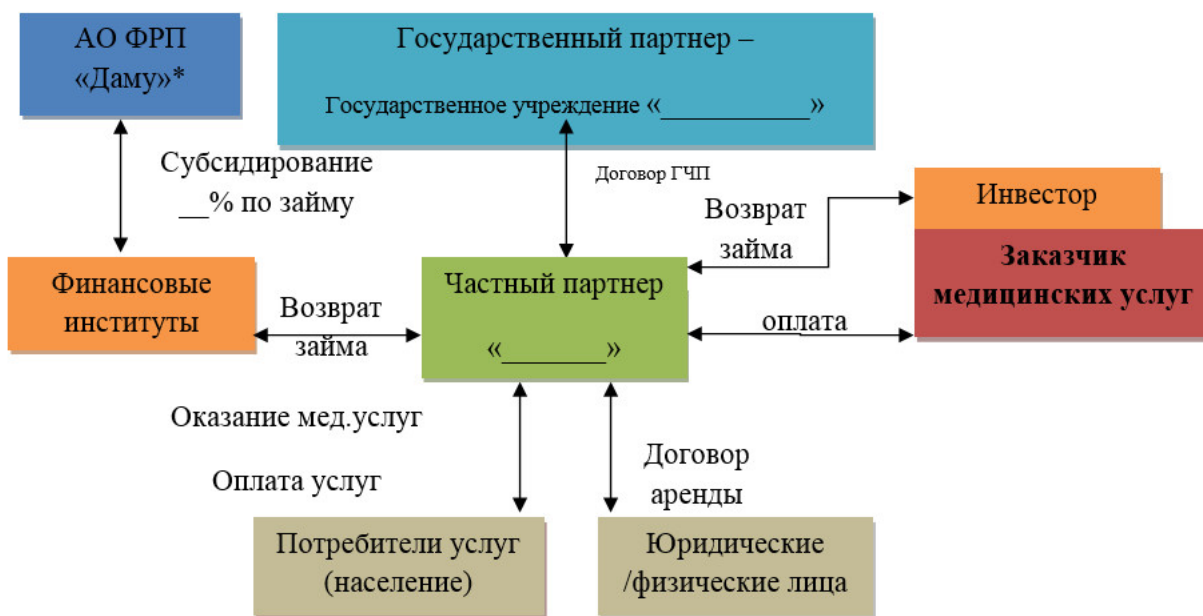 АО ФРП
«Даму»*
Государственный партнер –
Государственное учреждение «___________»
Субсидирование
__% по займу
Договор ГЧП
Возврат
займа
Инвестор
Заказчик
медицинских услуг
Финансовые
институты
Возврат
займа
Частный партнер
«________»
оплата
Оказание мед.услуг
Оплата услуг
Договор
аренды
Потребители услуг
(население)
Юридические
/физические лица